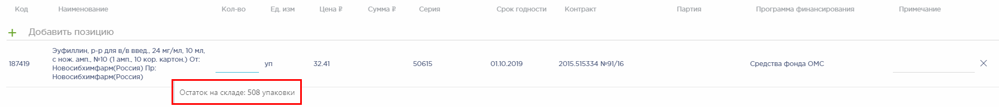 Код Наименование Кол-во Ед. изм Цена ₽ Сумма ₽ Серия Срок годности Контракт Партия Программа финансирования Примечание
+ Добавить позицию
187419 Эуфиллин, р-р для в/в введ., 24 мг/мл, 10 мл,
с нож. амп., №10 (1 амп., 10 кор. картон.) От:
Новосибхимфарм(Россия) Пр:
Новосибхимфарм(Россия) уп 32.41 50615 01.10.2019 2015.515334 №91/16 Средства фонда ОМС
Остаток на складе: 508 упаковки